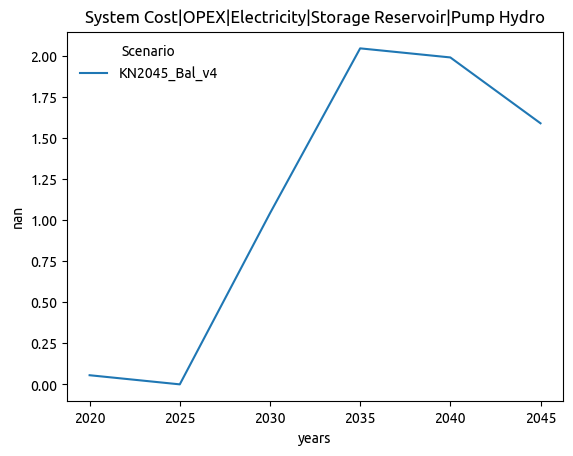 System Cost|OPEX|Electricity|Storage Reservoir|Pump Hydro
Scenario
KN2045_Bal_v4
2.00
1.75
1.50
1.25
1.00
0.75
0.50
0.25
0.00
nan
2020 2025 2030 2035 2040 2045
years